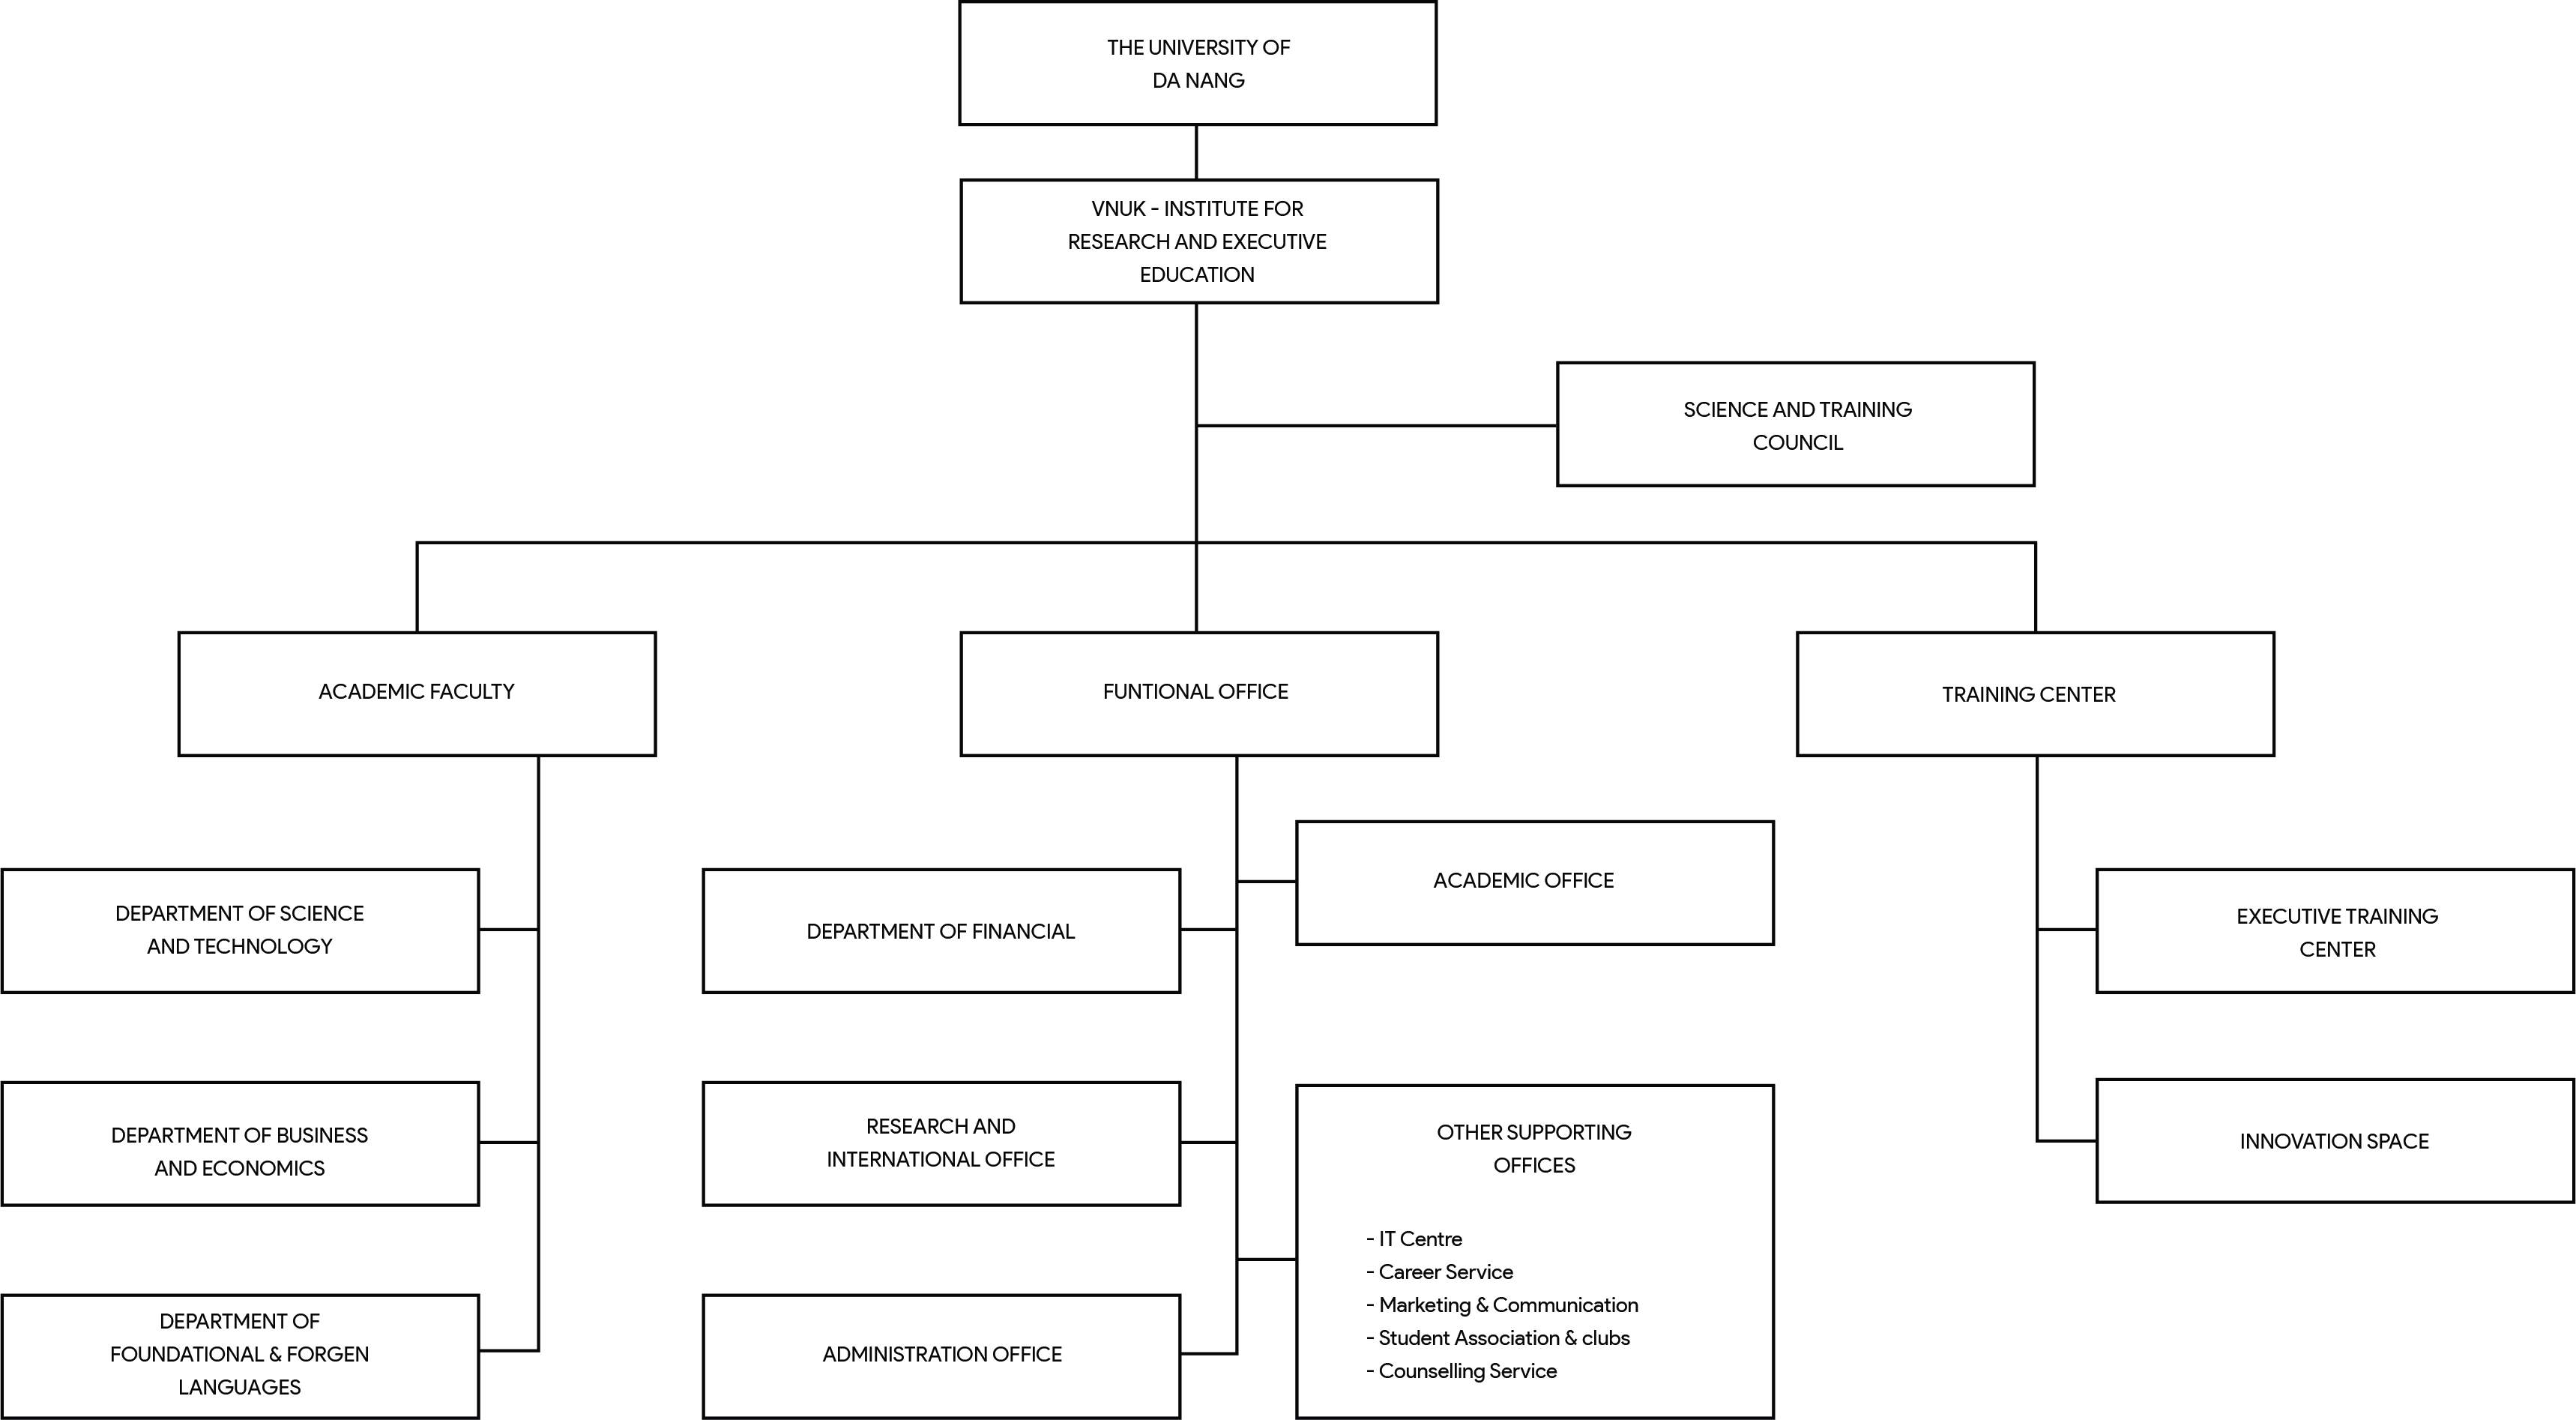 THE UNIVERSITY OF
DA NANG
VNUK - INSTITUTE FOR
RESEARCH AND EXECUTIVE
EDUCATION
SCIENCE AND TRAINING
COUNCIL
ACADEMIC FACULTY
FUNTIONAL OFFICE
TRAINING CENTER
DEPARTMENT OF SCIENCE
AND TECHNOLOGY
DEPARTMENT OF BUSINESS
AND ECONOMICS
DEPARTMENT OF
FOUNDATIONAL & FORGEN
LANGUAGES
DEPARTMENT OF FINANCIAL
RESEARCH AND
INTERNATIONAL OFFICE
ADMINISTRATION OFFICE
ACADEMIC OFFICE
OTHER SUPPORTING
OFFICES
- IT Centre
- Career Service
- Marketing & Communication
- Student Association & clubs
- Counselling Service
EXECUTIVE TRAINING
CENTER
INNOVATION SPACE